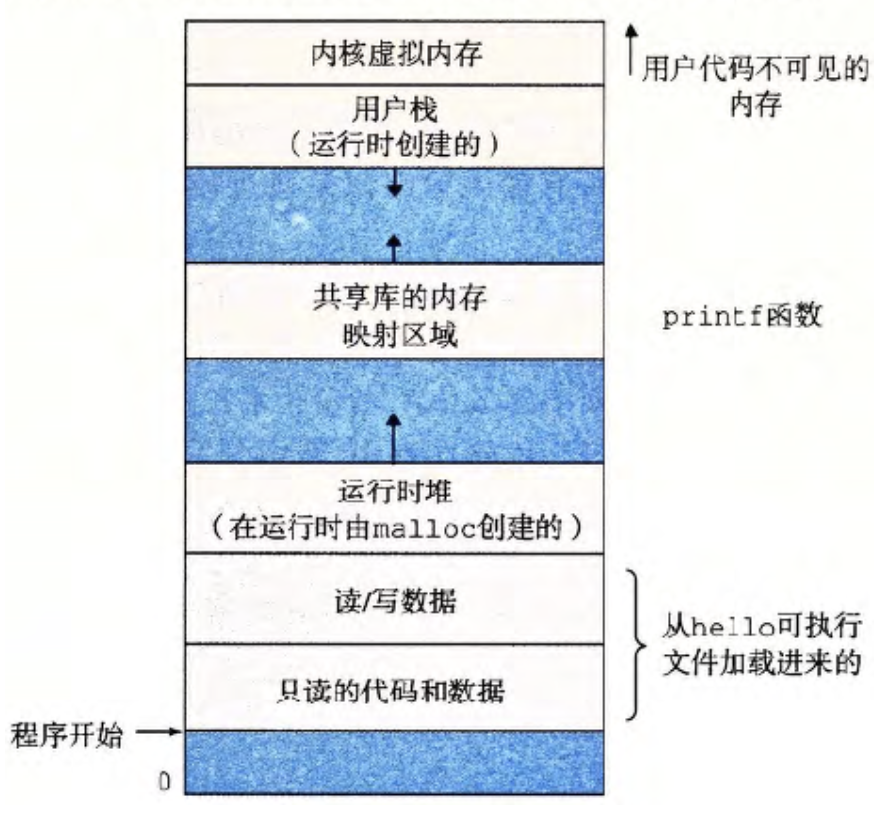 内核虚拟内存
用户代码不可见的
内存
用户栈
（运行时创建的）
共享库的内存
映射区域
printf函数
运行时堆
（在运行时由malloc创建的）
读/写数据
从hello可执行
文件加载进来的
只读的代码和数据
程序开始
0